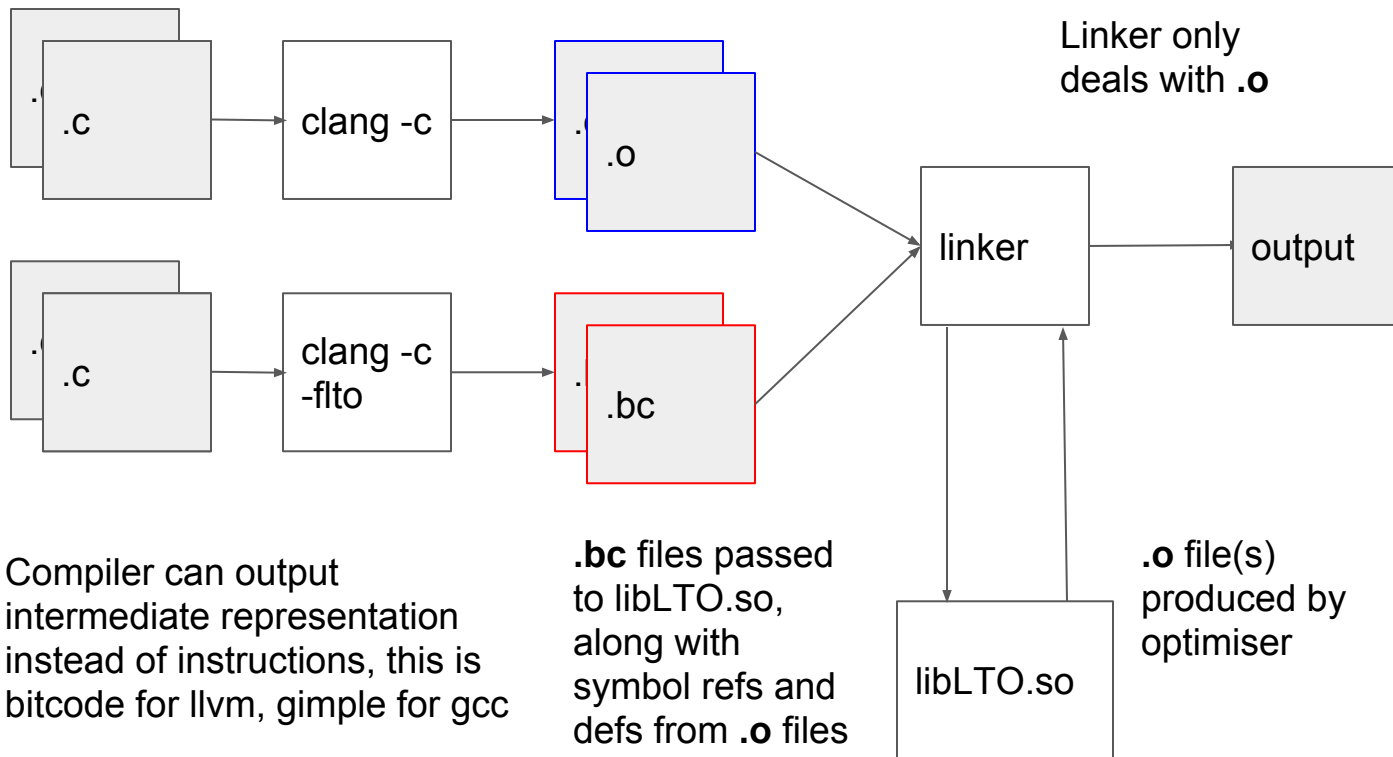 Linker only
deals with .o
.c
clang -c
.o
linker
output
.c
clang -c
-flto
.bc
Compiler can output
intermediate representation
instead of instructions, this is
bitcode for llvm, gimple for gcc
.bc files passed
to libLTO.so,
along with
symbol refs and
defs from .o files
libLTO.so
.o file(s)
produced by
optimiser